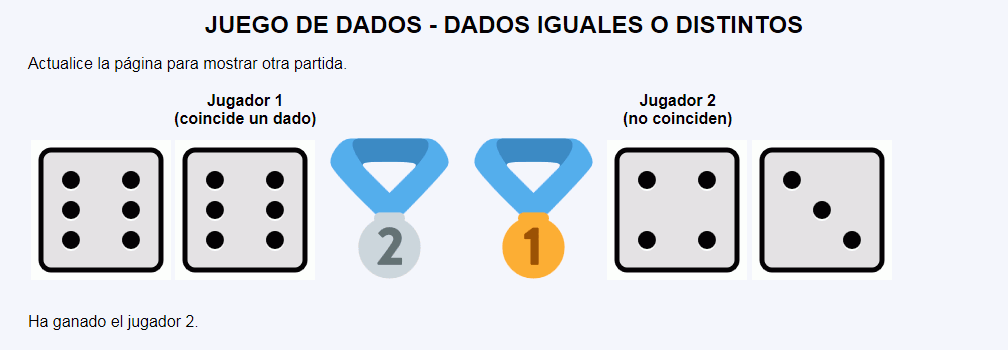 JUEGO DE DADOS - DADOS IGUALES O DISTINTOS
Actualice la página para mostrar otra partida.
Jugador 1
(coincide un dado)
Jugador 2
(no coinciden)
2
1
Ha ganado el jugador 2.